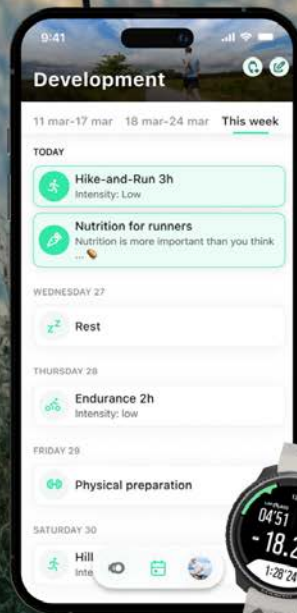 9:41
Development
11 mar-17 mar 18 mar-24 mar This week
TODAY
Hike-and-Run 3h
Intensity: Low
Nutrition for runners
Nutrition is more important than you think
...
WEDNESDAY 27
zᶻ Rest
THURSDAY 28
Endurance 2h
Intensity: low
FRIDAY 29
Physical preparation
SATURDAY 30
Hill
Inte
04'51
- 18.2
1:28'24